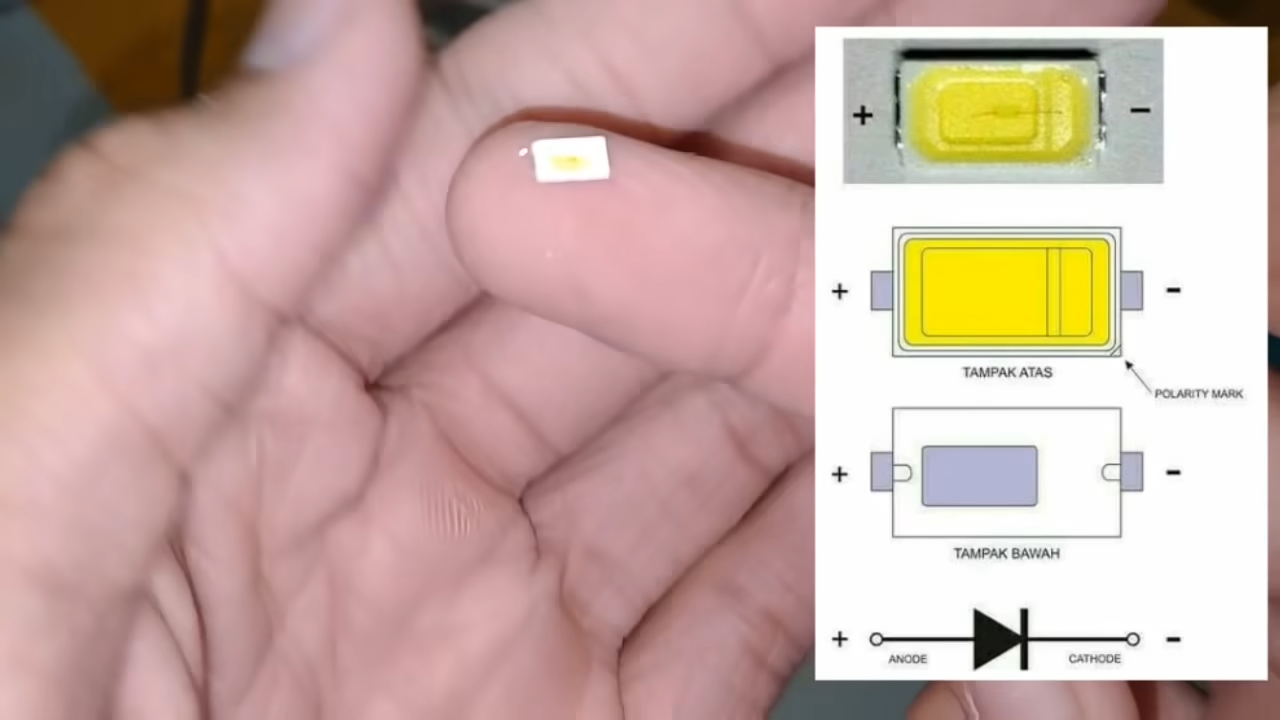 + -
+ -
TAMPAK ATAS
POLARITY MARK
+ -
TAMPAK BAWAH
+ -
ANODE CATHODE